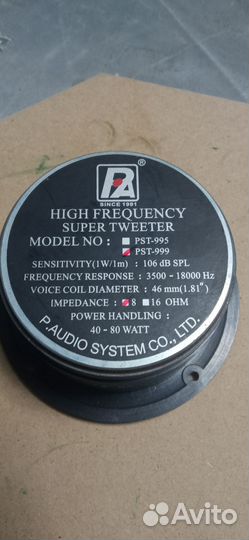 PA ®
SINCE 1991
HIGH FREQUENCY
SUPER TWEETER
MODEL NO : PST-995
PST-999
SENSITIVITY(1W/1m) : 106 dB SPL
FREQUENCY RESPONSE : 3500 - 18000 Hz
VOICE COIL DIAMETER : 46 mm(1.81")
IMPEDANCE : 8 16 OHM
POWER HANDLING :
40 - 80 WATT
P.AUDIO SYSTEM CO., LTD.
Avito